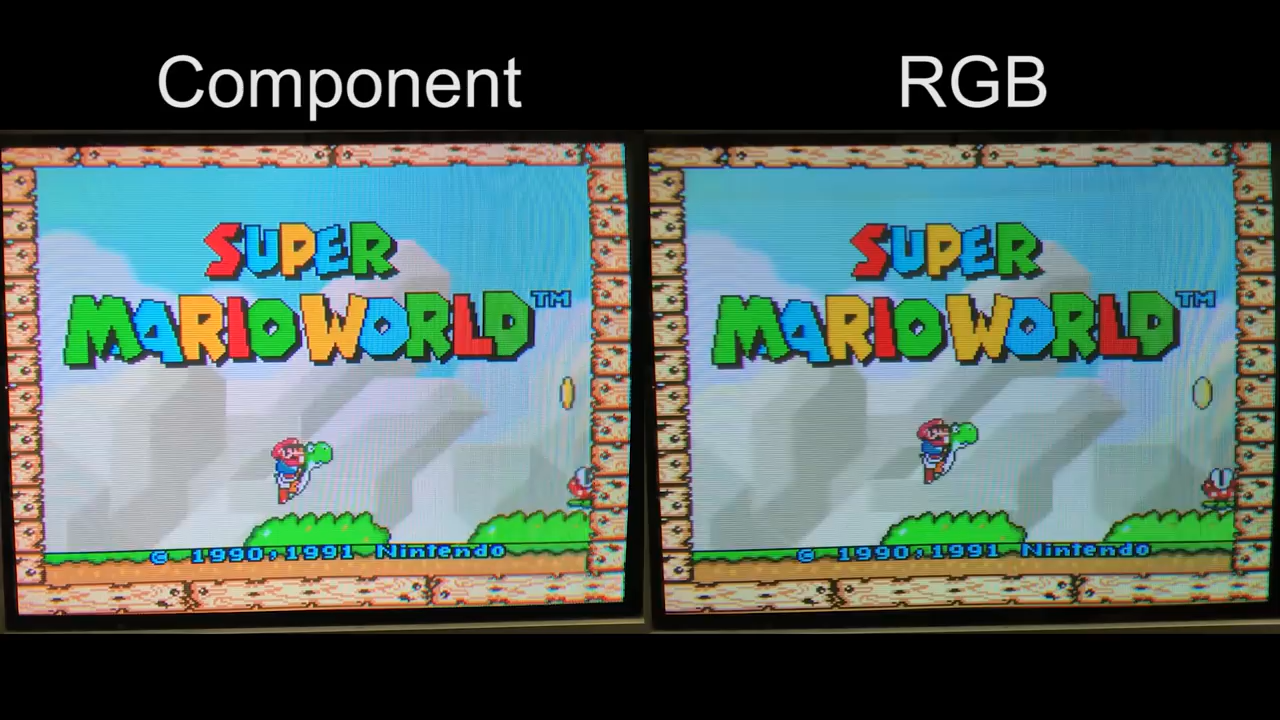 Component
RGB
SUPER
MARIO WORLD™
© 1990,1991 Nintendo
SUPER
MARIO WORLD™
© 1990,1991 Nintendo